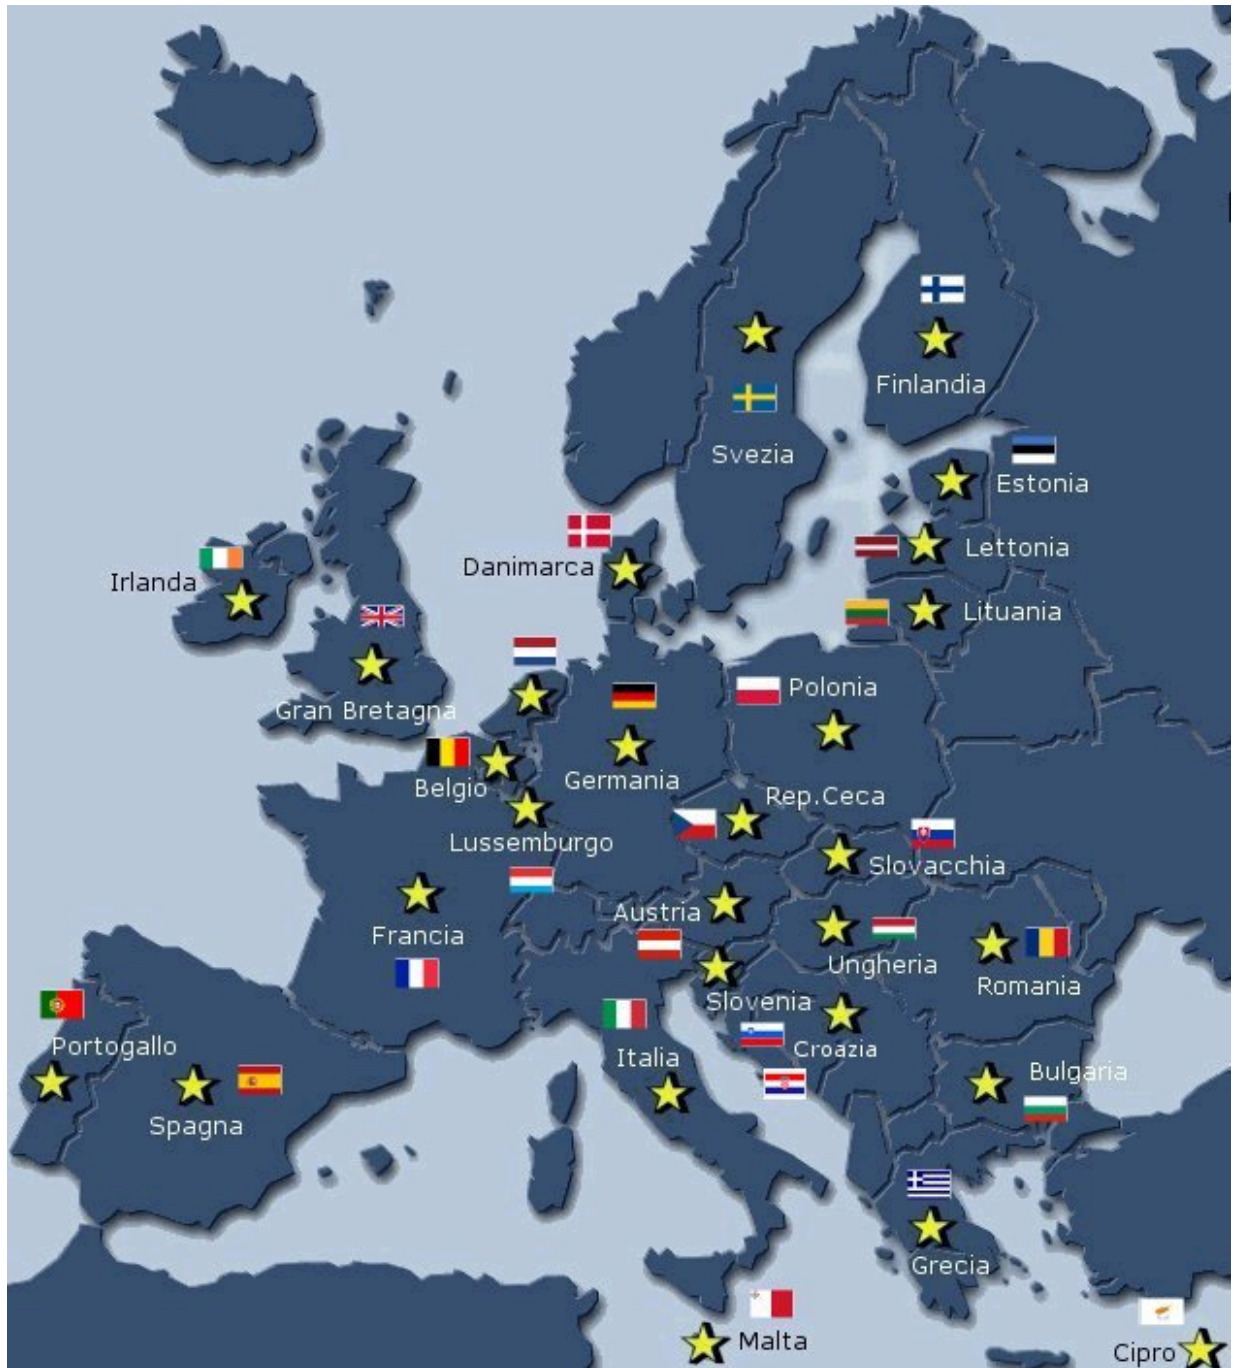 Finlandia
Svezia
Estonia
Lettonia
Danimarca
Irlanda
Lituania
Polonia
Gran Bretagna
Germania
Belgio
Rep.Ceca
Lussemburgo
Slovacchia
Austria
Francia
Ungheria
Romania
Slovenia
Portogallo
Croazia
Italia
Bulgaria
Spagna
Grecia
Malta
Cipro